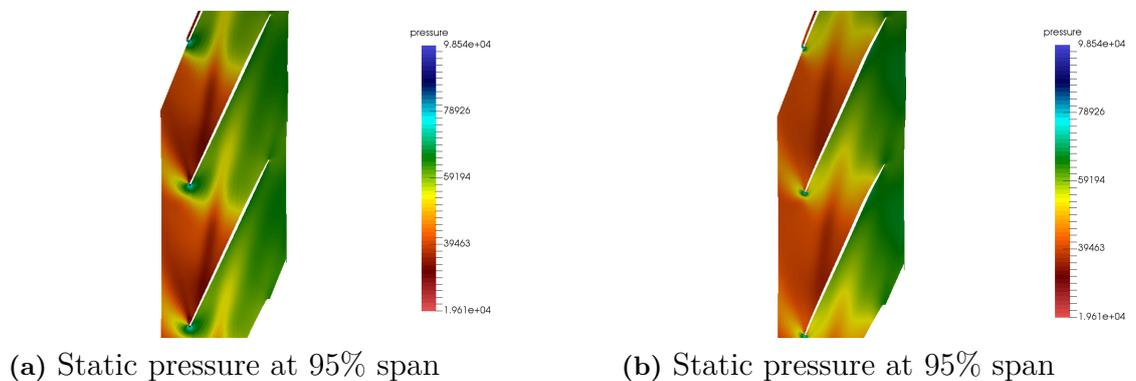 pressure
9.854e+04
78926
59194
39463
1.961e+04
(a) Static pressure at 95% span
pressure
9.854e+04
78926
59194
39463
1.961e+04
(b) Static pressure at 95% span